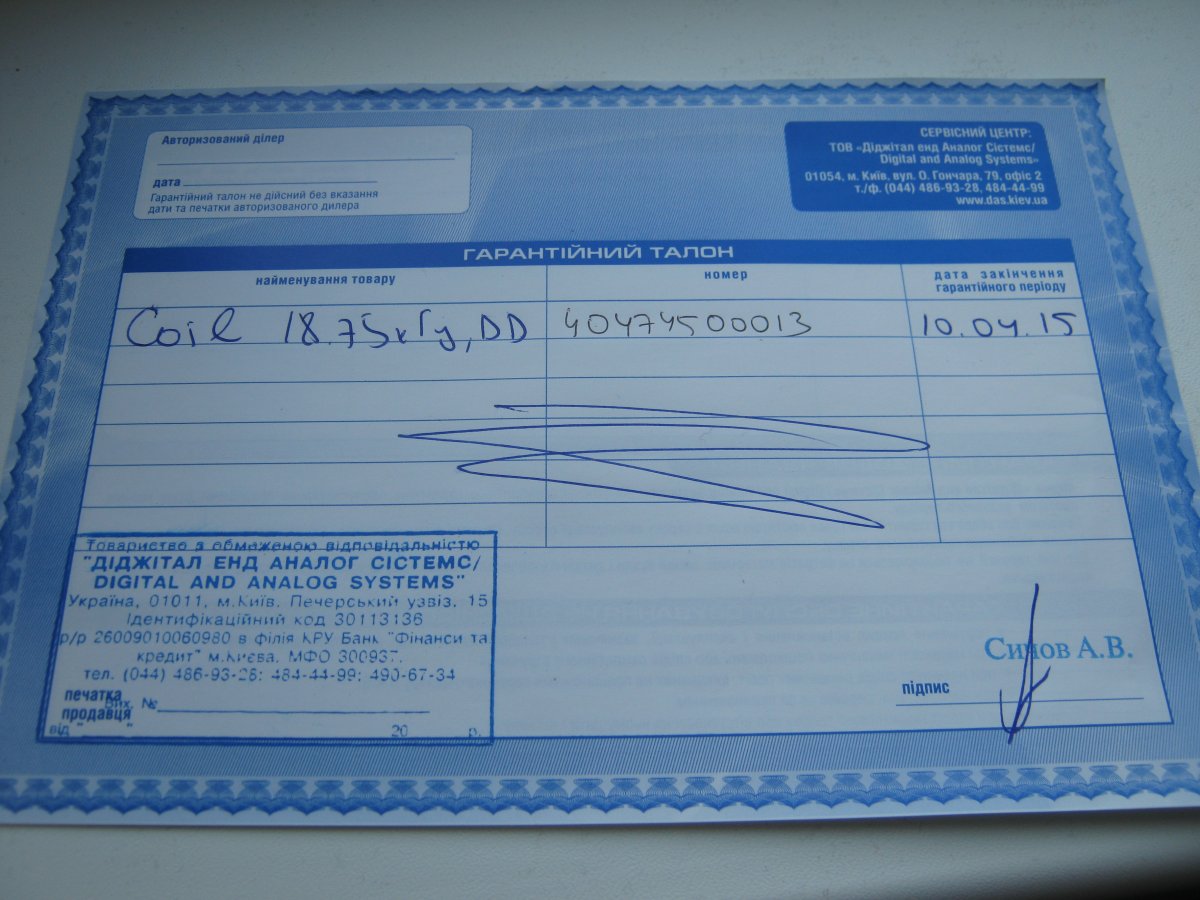 Авторизований ділер
дата
Гарантійний талон не дійсний без вказання
дати та печатки авторизованого дилера
СЕРВІСНИЙ ЦЕНТР:
ТОВ «Діджітал енд Аналог Сістемс/
Digital and Analog Systems»
01054, м. Київ, вул. О. Гончара, 79, офіс 2
т./ф. (044) 486-93-28, 484-44-99
www.das.kiev.ua
ГАРАНТІЙНИЙ ТАЛОН
найменування товару
номер
дата закінчення
гарантійного періоду
Coil 18.75кГц, DD
40474500013
10.04.15
Товариство з обмеженою відповідальністю
"ДІДЖІТАЛ ЕНД АНАЛОГ СІСТЕМС/
DIGITAL AND ANALOG SYSTEMS"
Україна, 01011, м.Київ, Печерський узвіз, 15
Ідентифікаційний код 30113136
р/р 26009010060980 в філія КРУ Банк "Фінанси та
кредит" м.Києва, МФО 300937.
тел. (044) 486-93-28; 484-44-99; 490-67-34
печатка
Вих. №
продавця
від " " 20 р.
Синов А.В.
підпис